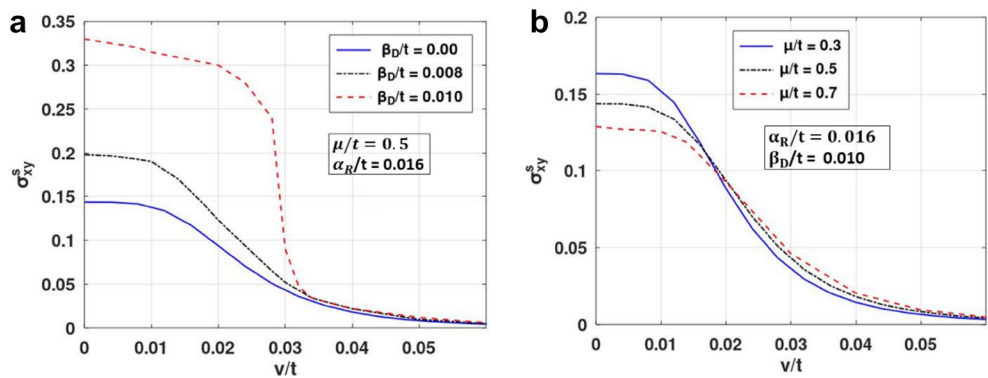 a
0.35
0.3
0.25
0.2
0.15
0.1
0.05
0
σˢₓᵧ
β_D/t = 0.00
β_D/t = 0.008
β_D/t = 0.010
μ/t = 0.5
α_R/t = 0.016
0 0.01 0.02 0.03 0.04 0.05
v/t
b
0.2
0.15
0.1
0.05
0
σˢₓᵧ
μ/t = 0.3
μ/t = 0.5
μ/t = 0.7
α_R/t = 0.016
β_D/t = 0.010
0 0.01 0.02 0.03 0.04 0.05
v/t